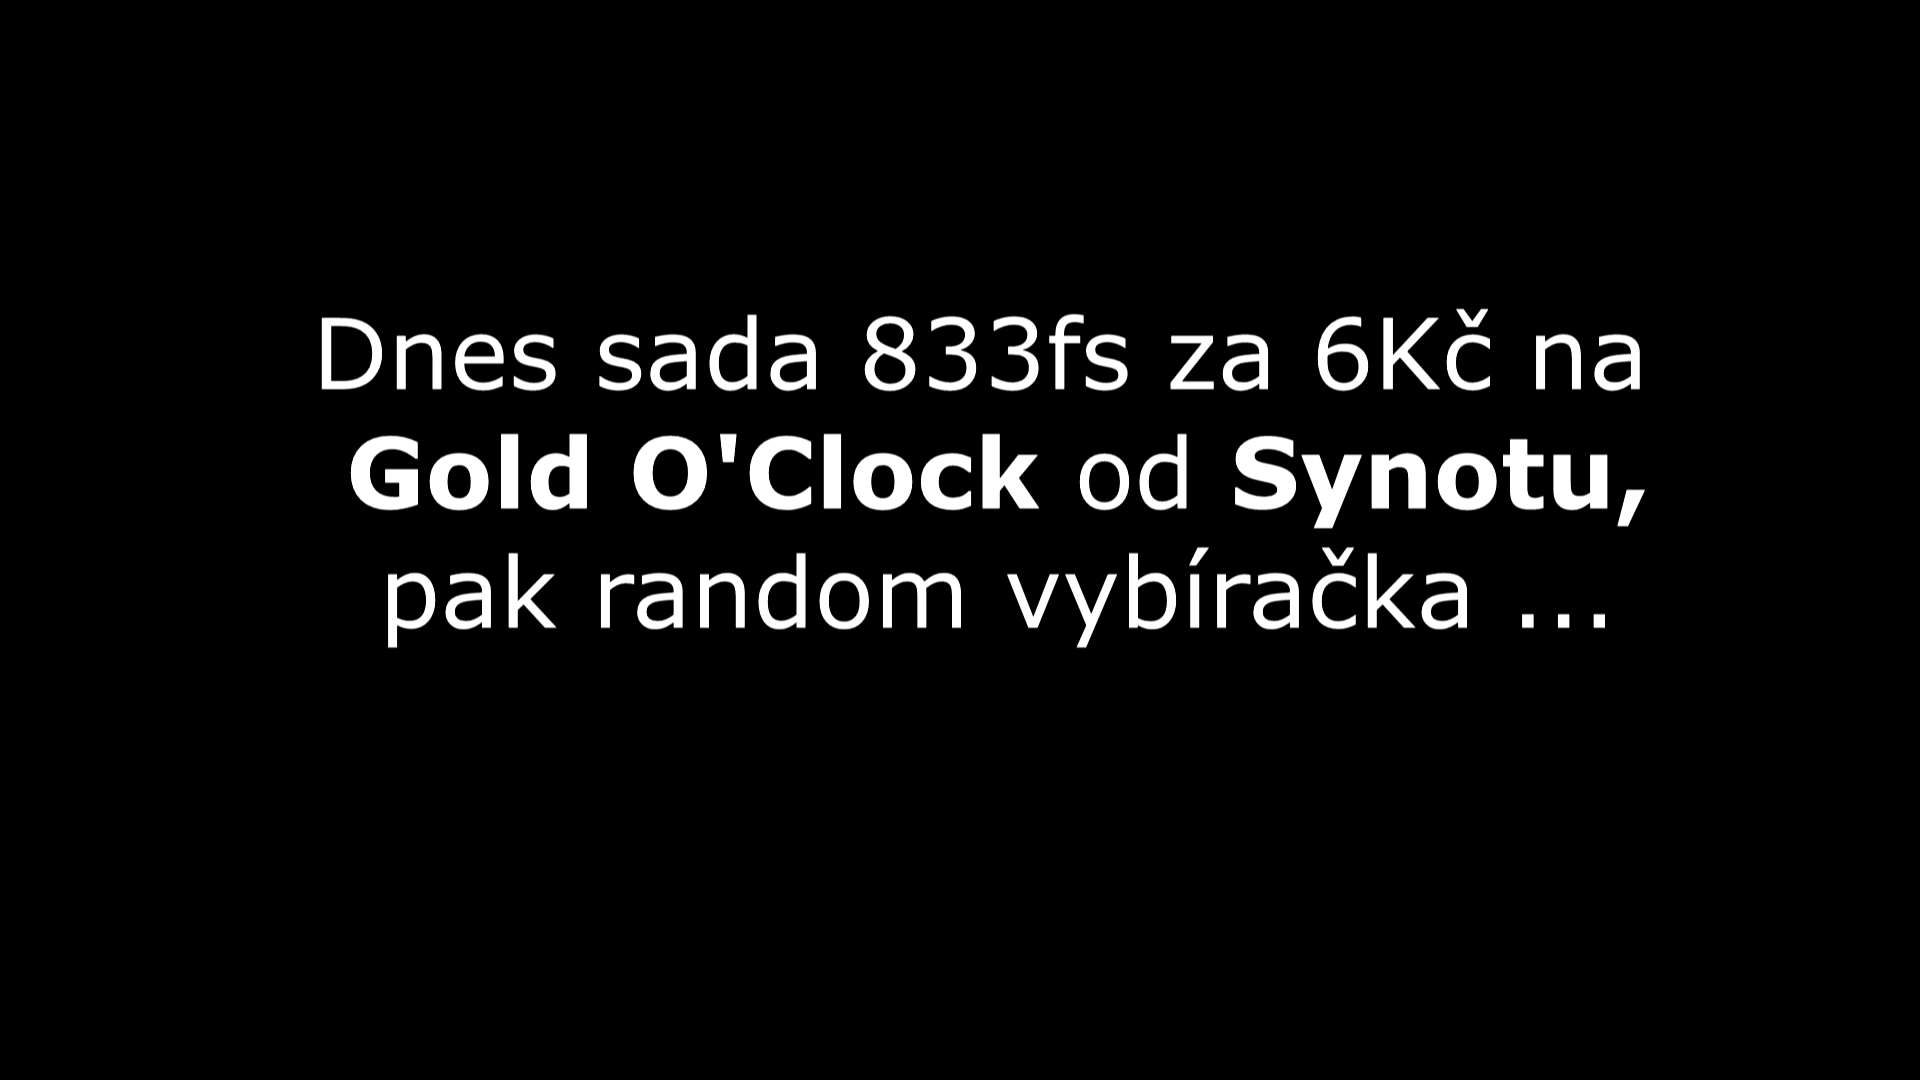 Dnes sada 833fs za 6Kč na
Gold O'Clock od Synotu,
pak random vybíračka ...